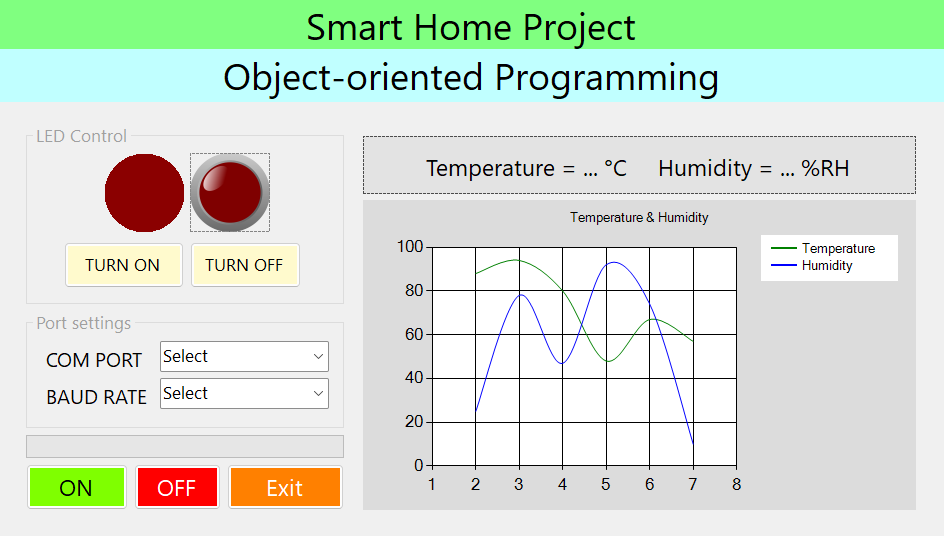 Smart Home Project
Object-oriented Programming
LED Control
TURN ON TURN OFF
Port settings
COM PORT Select
BAUD RATE Select
ON OFF Exit
Temperature = ... °C Humidity = ... %RH
Temperature & Humidity
Temperature
Humidity
100
80
60
40
20
0
1 2 3 4 5 6 7 8